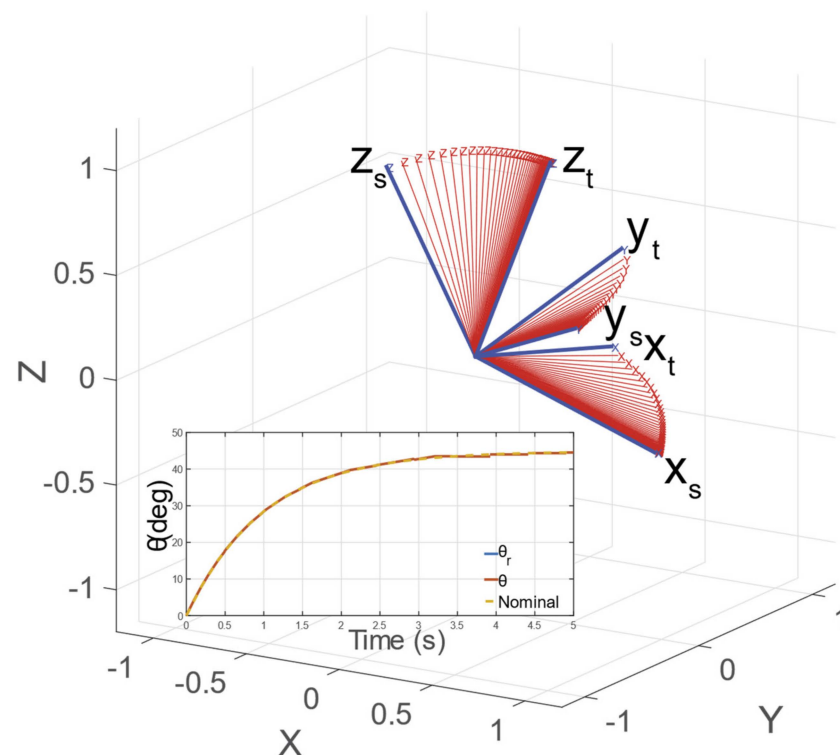 z_s
z_t
y_t
y_s
x_t
x_s
Z
1
0.5
0
-0.5
-1
50
40
30
20
10
0
θ(deg)
θ_r
θ
Nominal
0 0.5 1 1.5 2 2.5 3 3.5 4 4.5 5
Time (s)
-1 -0.5 0 0.5 1
X
-1 0
Y